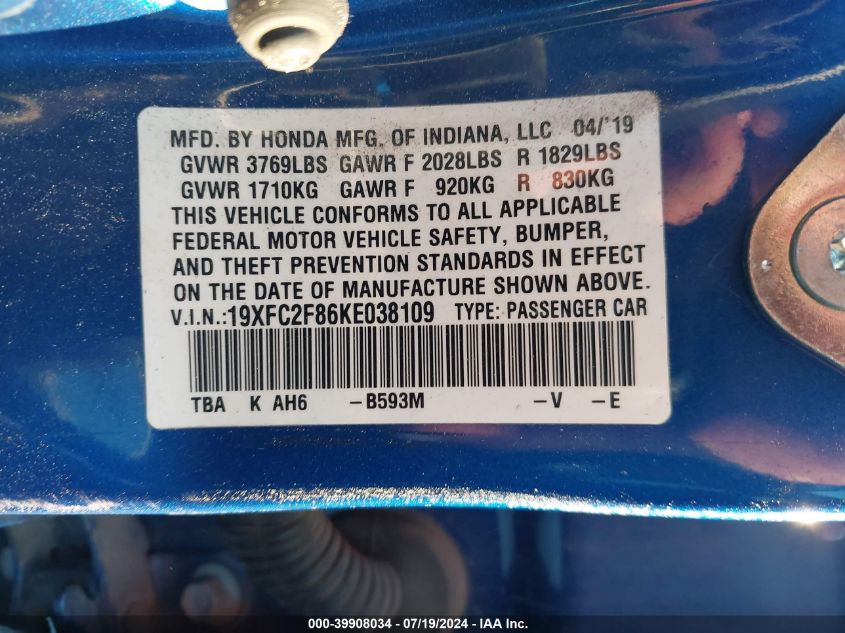 MFD. BY HONDA MFG. OF INDIANA, LLC 04/'19
GVWR 3769LBS GAWR F 2028LBS R 1829LBS
GVWR 1710KG GAWR F 920KG R 830KG
THIS VEHICLE CONFORMS TO ALL APPLICABLE
FEDERAL MOTOR VEHICLE SAFETY, BUMPER,
AND THEFT PREVENTION STANDARDS IN EFFECT
ON THE DATE OF MANUFACTURE SHOWN ABOVE.
V.I.N.:19XFC2F86KE038109 TYPE: PASSENGER CAR
TBA K AH6 -B593M -V -E
000-39908034 - 07/19/2024 - IAA Inc.